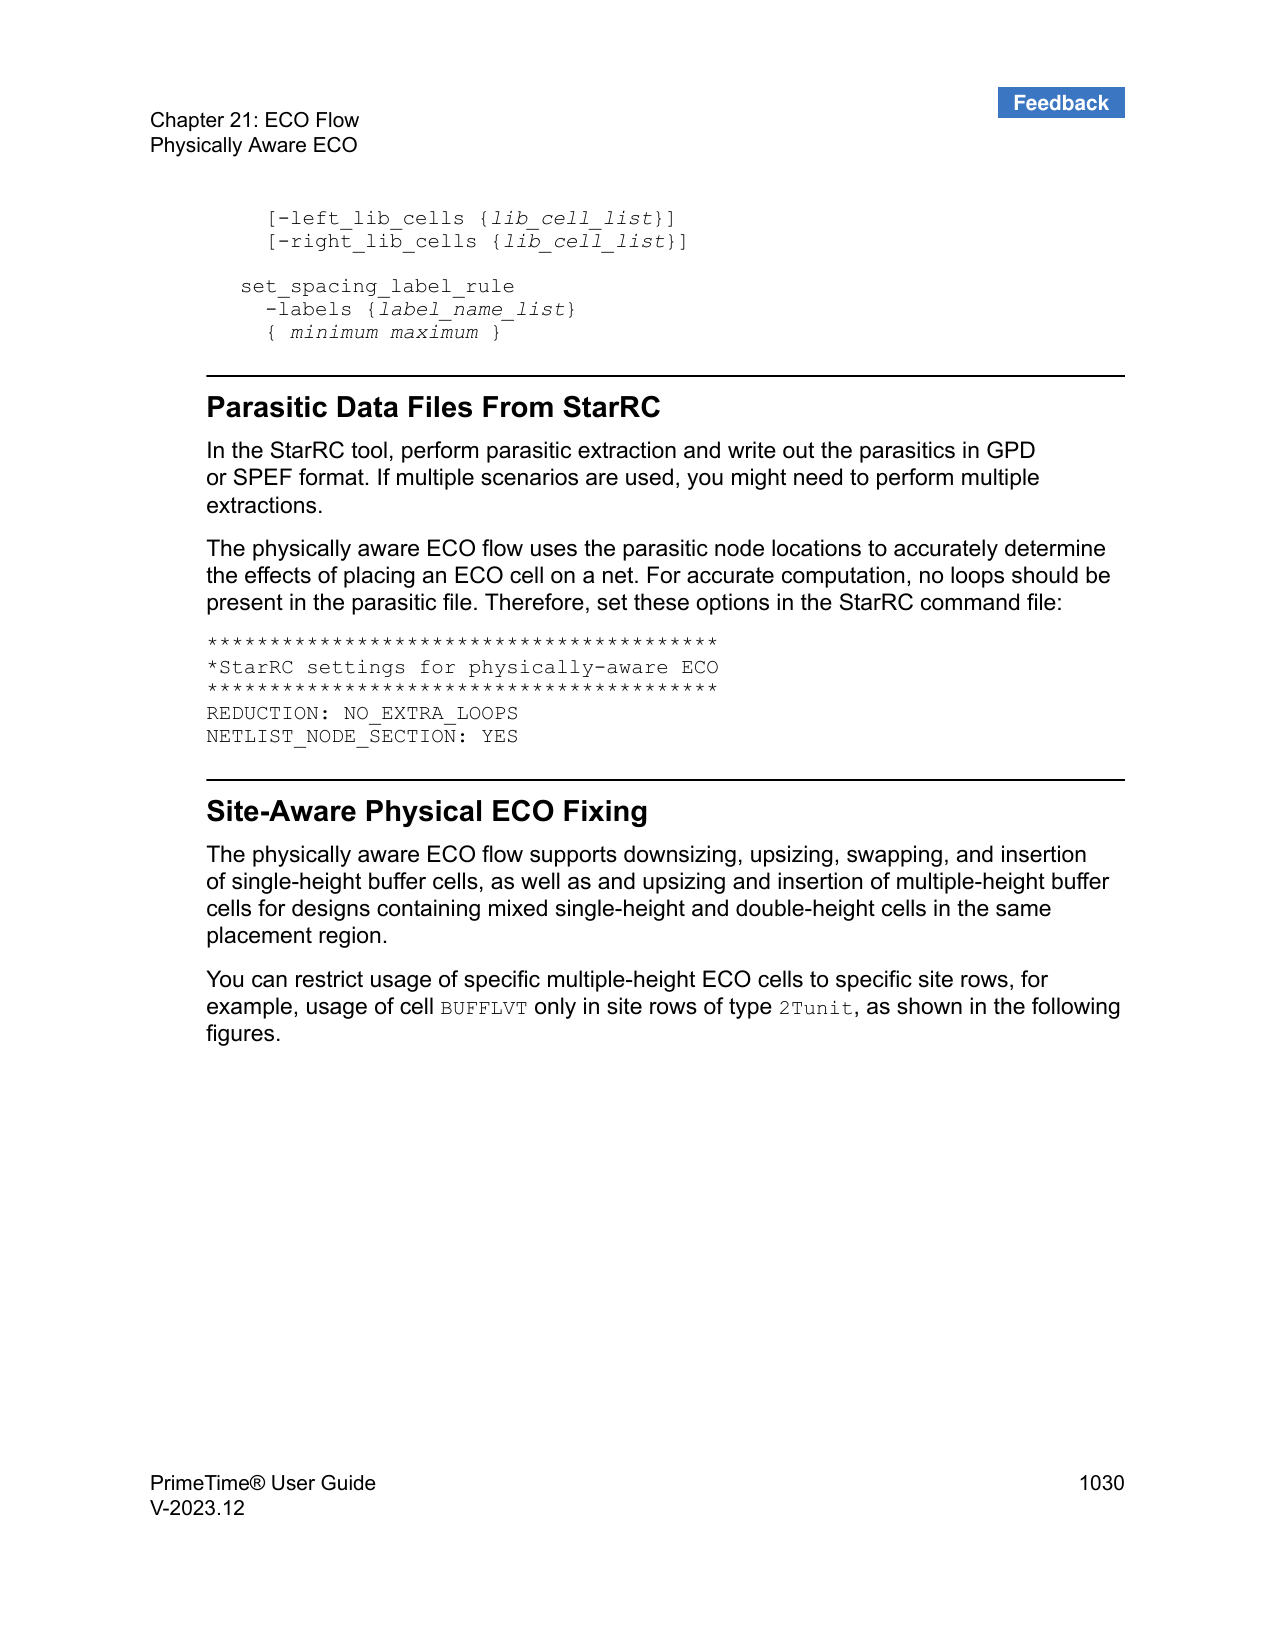 Feedback
Chapter 21: ECO Flow
Physically Aware ECO
[-left_lib_cells {lib_cell_list}]
[-right_lib_cells {lib_cell_list}]
set_spacing_label_rule
-labels {label_name_list}
{ minimum maximum }
Parasitic Data Files From StarRC
In the StarRC tool, perform parasitic extraction and write out the parasitics in GPD
or SPEF format. If multiple scenarios are used, you might need to perform multiple
extractions.
The physically aware ECO flow uses the parasitic node locations to accurately determine
the effects of placing an ECO cell on a net. For accurate computation, no loops should be
present in the parasitic file. Therefore, set these options in the StarRC command file:
*****************************************
*StarRC settings for physically-aware ECO
*****************************************
REDUCTION: NO_EXTRA_LOOPS
NETLIST_NODE_SECTION: YES
Site-Aware Physical ECO Fixing
The physically aware ECO flow supports downsizing, upsizing, swapping, and insertion
of single-height buffer cells, as well as and upsizing and insertion of multiple-height buffer
cells for designs containing mixed single-height and double-height cells in the same
placement region.
You can restrict usage of specific multiple-height ECO cells to specific site rows, for
example, usage of cell BUFFLVT only in site rows of type 2Tunit, as shown in the following
figures.
PrimeTime® User Guide
V-2023.12
1030